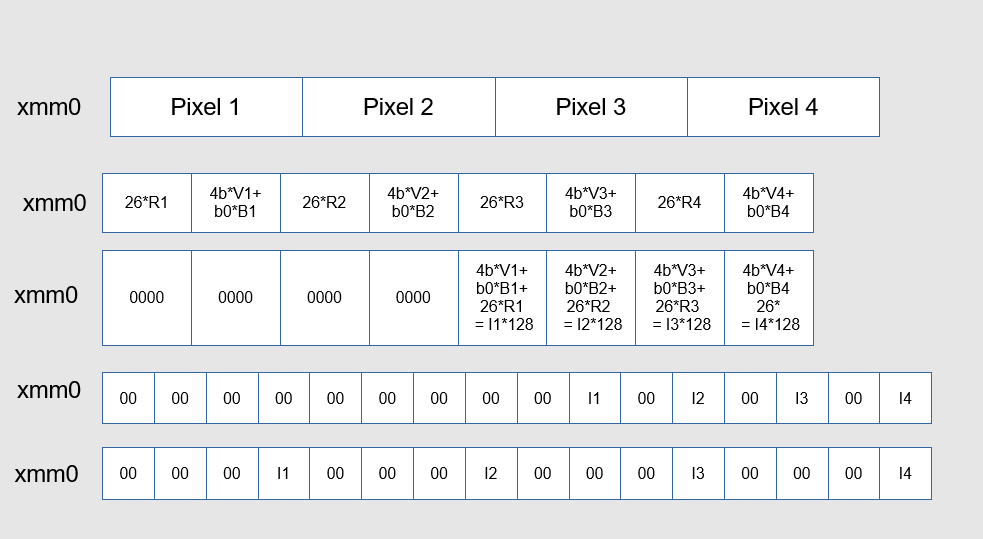 xmm0 Pixel 1 Pixel 2 Pixel 3 Pixel 4
xmm0 26*R1 4b*V1+ 26*R2 4b*V2+ 26*R3 4b*V3+ 26*R4 4b*V4+
b0*B1 b0*B2 b0*B3 b0*B4
4b*V1+ 4b*V2+ 4b*V3+ 4b*V4+
b0*B1+ b0*B2+ b0*B3+ b0*B4
xmm0 0000 0000 0000 0000 26*R1 26*R2 26*R3 26*
= I1*128 = I2*128 = I3*128 = I4*128
xmm0 00 00 00 00 00 00 00 00 00 I1 00 I2 00 I3 00 I4
xmm0 00 00 00 I1 00 00 00 I2 00 00 00 I3 00 00 00 I4